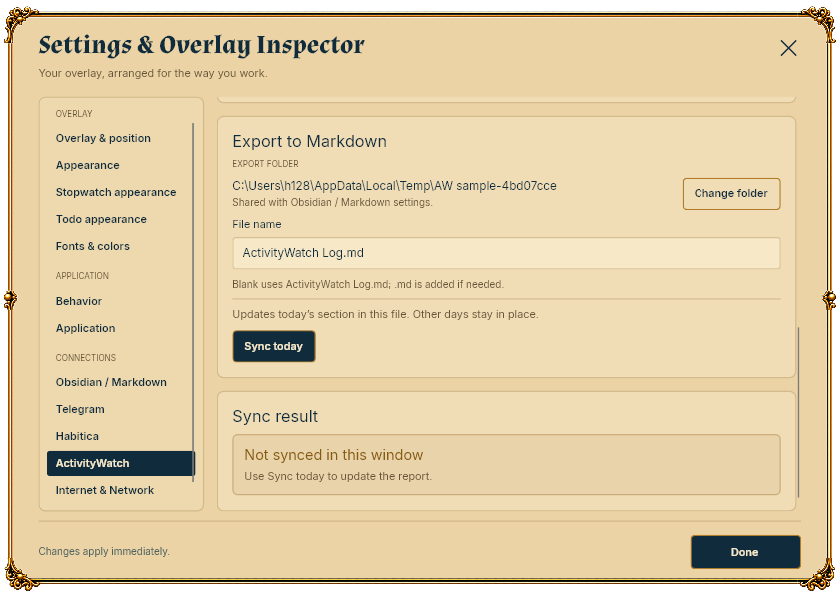 Settings & Overlay Inspector
Your overlay, arranged for the way you work.
OVERLAY
Overlay & position
Appearance
Stopwatch appearance
Todo appearance
Fonts & colors
APPLICATION
Behavior
Application
CONNECTIONS
Obsidian / Markdown
Telegram
Habitica
ActivityWatch
Internet & Network
Export to Markdown
EXPORT FOLDER
C:\Users\h128\AppData\Local\Temp\AW sample-4bd07cce
Shared with Obsidian / Markdown settings.
Change folder
File name
ActivityWatch Log.md
Blank uses ActivityWatch Log.md; .md is added if needed.
Updates today's section in this file. Other days stay in place.
Sync today
Sync result
Not synced in this window
Use Sync today to update the report.
Changes apply immediately.
Done